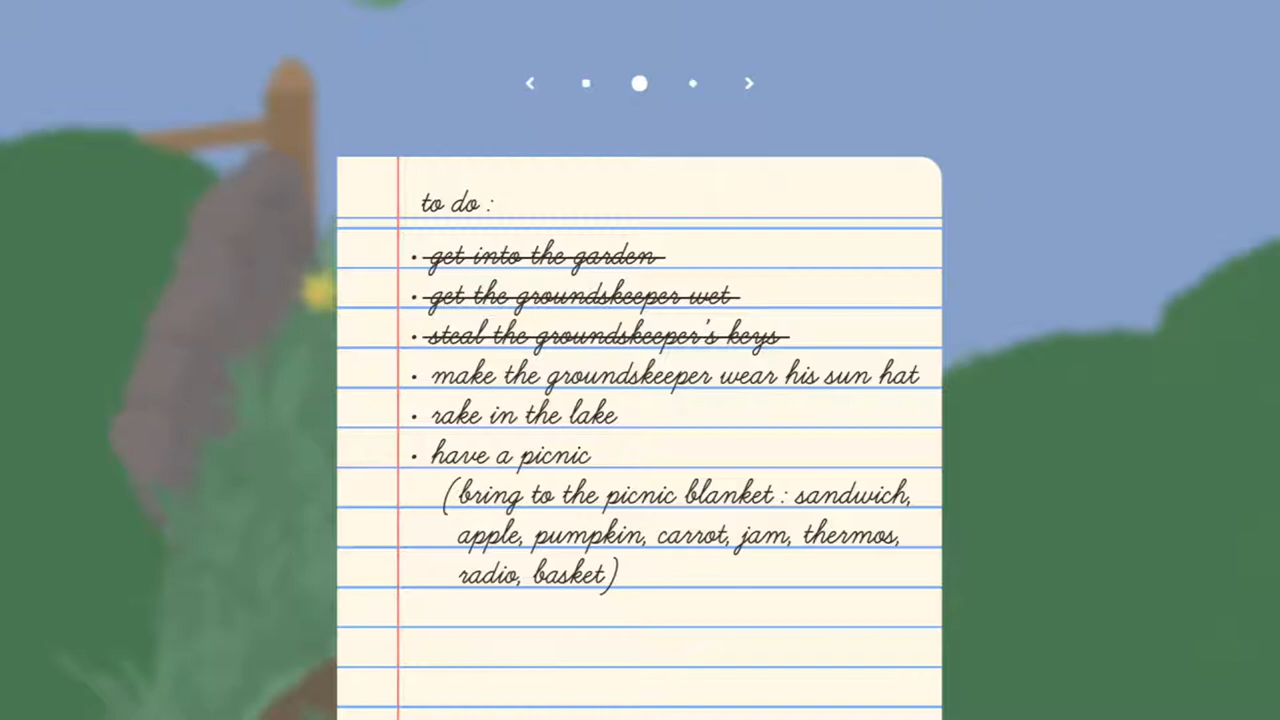 to do :
• get into the garden
• get the groundskeeper wet
• steal the groundskeeper's keys
• make the groundskeeper wear his sun hat
• rake in the lake
• have a picnic
(bring to the picnic blanket : sandwich,
apple, pumpkin, carrot, jam, thermos,
radio, basket)